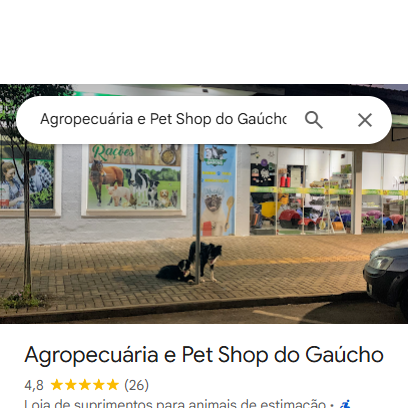 Agropecuária e Pet Shop do Gaúcho
Rações
Agropecuária e Pet Shop do Gaúcho
4,8 (26)
Loja de suprimentos para animais de estimação ·